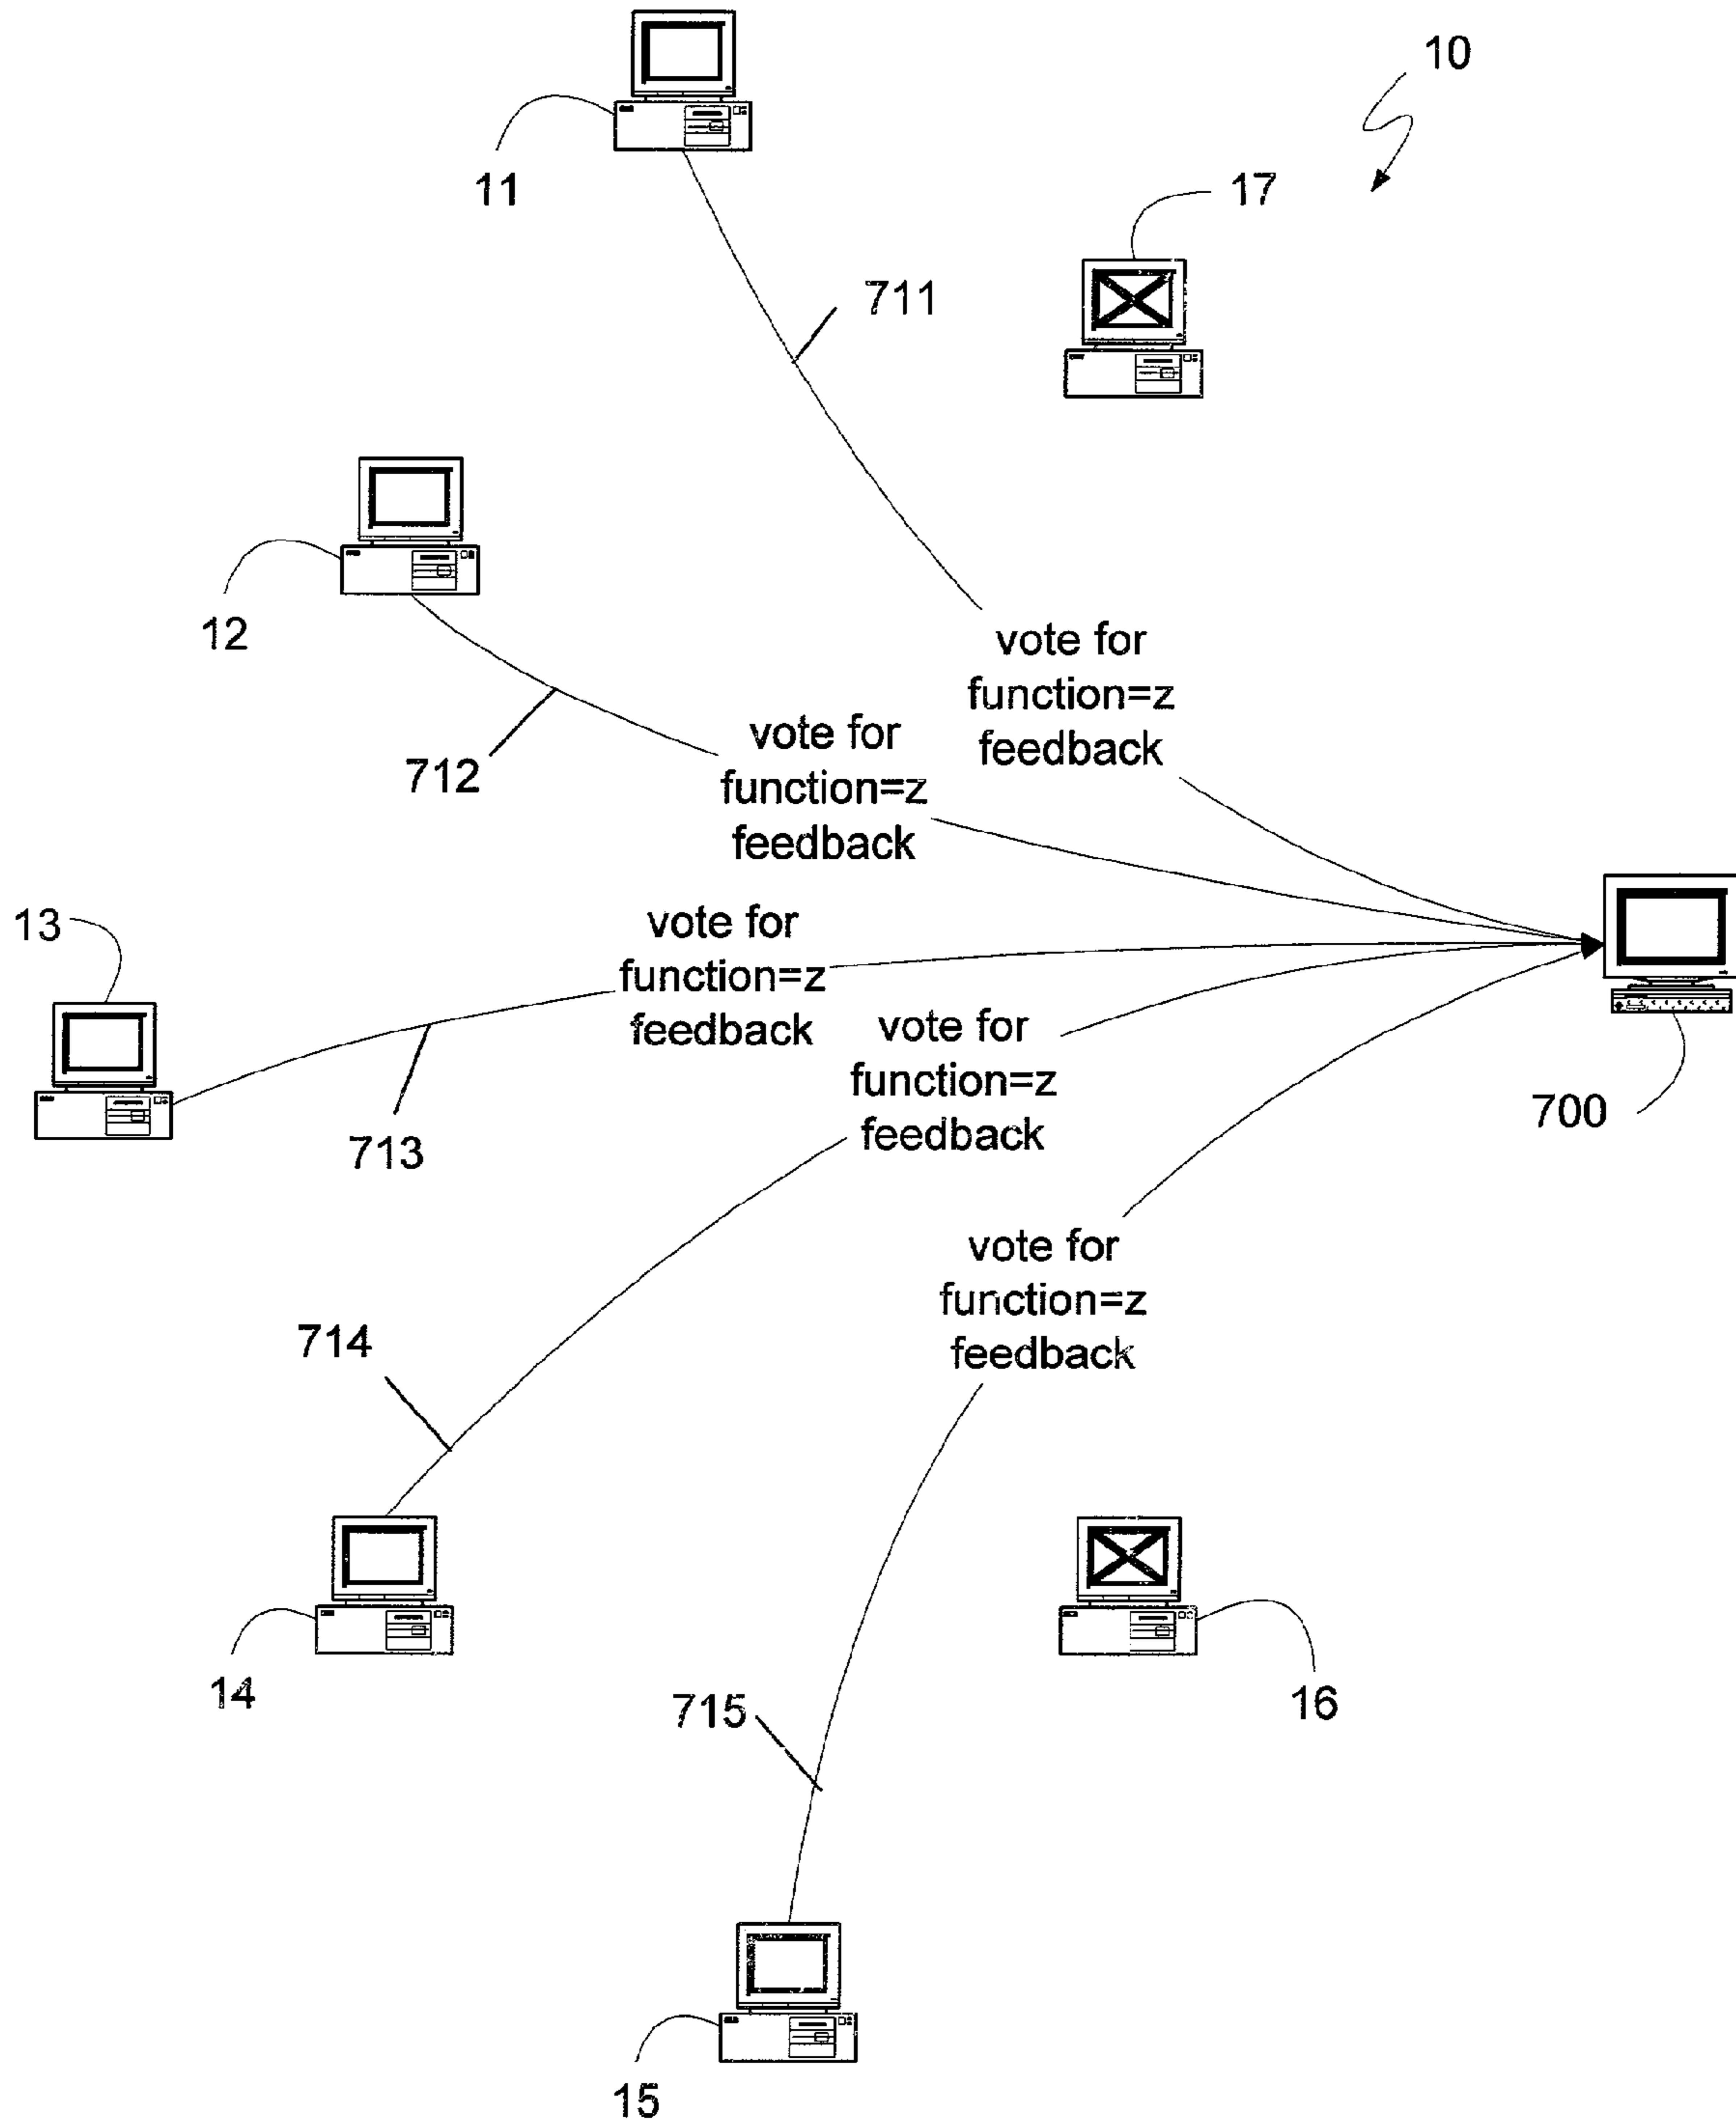 10
11
17
711
12
vote for
function=z
feedback
712
vote for
function=z
feedback
13
vote for
function=z
feedback
vote for
function=z
feedback
700
713
vote for
function=z
feedback
714
14
16
715
15